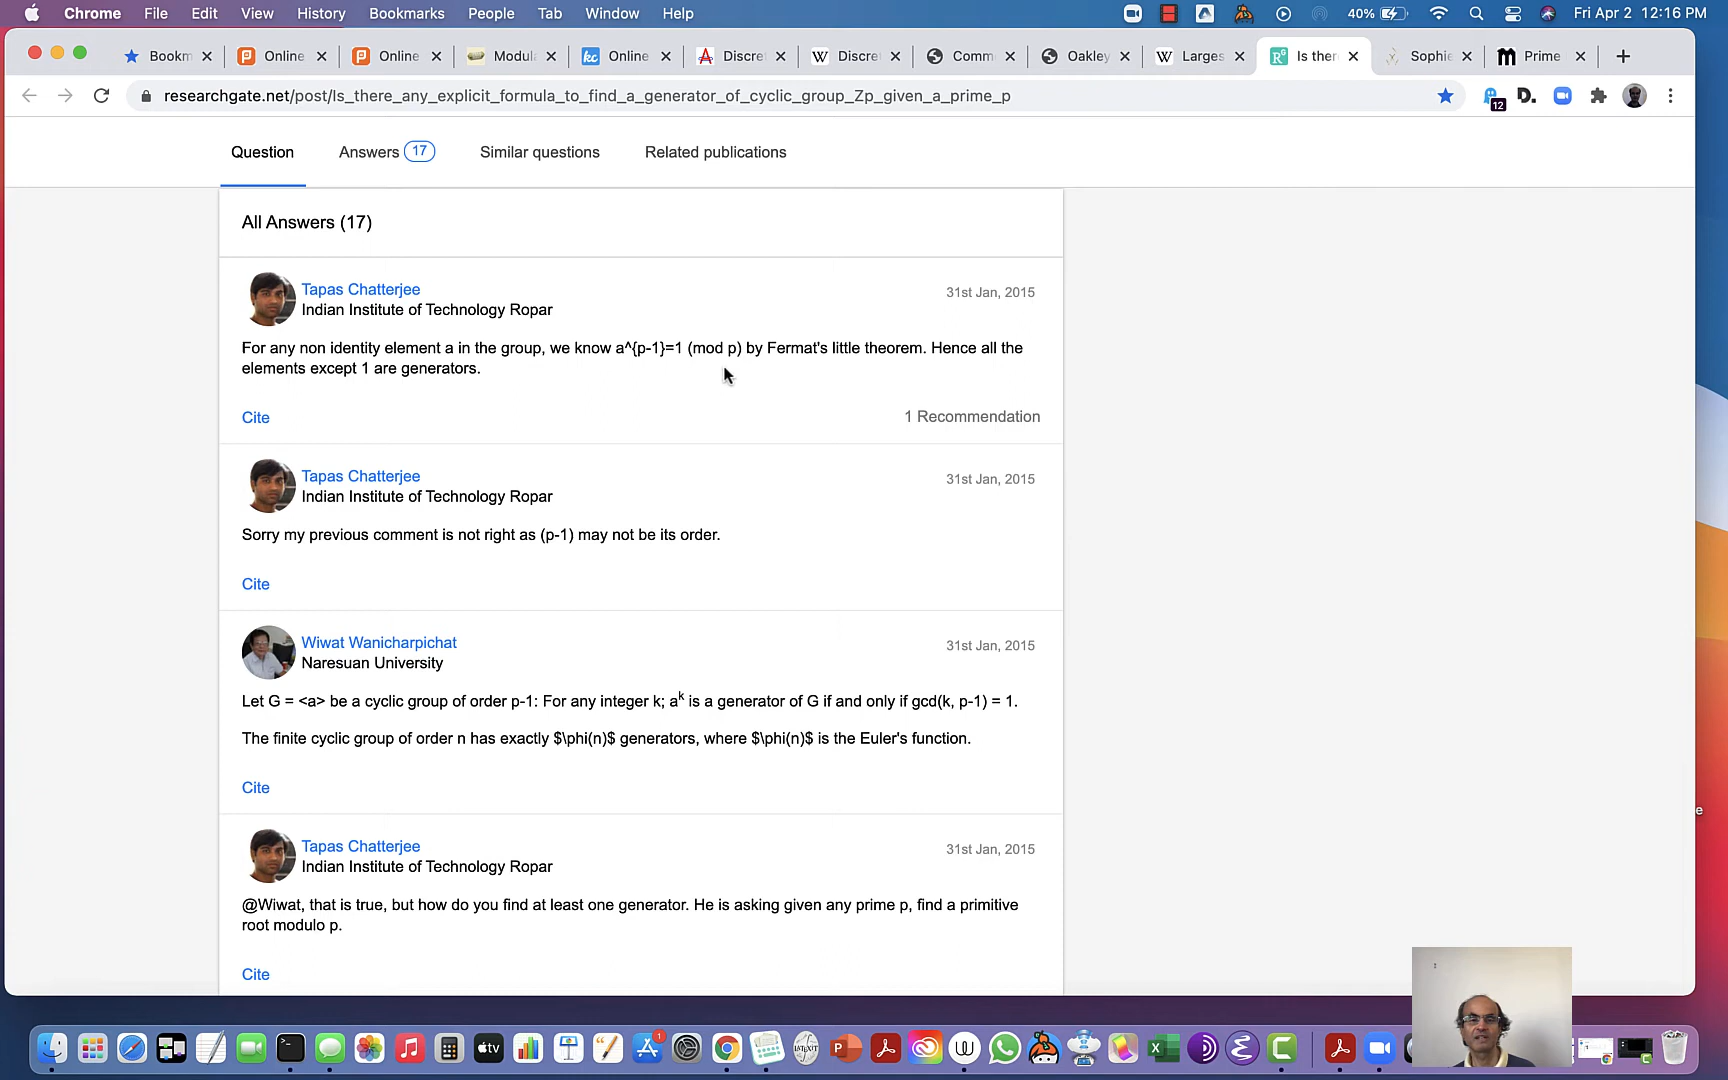 Chrome File Edit View History Bookmarks People Tab Window Help 40% Fri Apr 2 12:16 PM
Bookm Online Online Modula Online Discre Discre Comm Oakley Larges Is ther Sophie Prime
researchgate.net/post/Is_there_any_explicit_formula_to_find_a_generator_of_cyclic_group_Zp_given_a_prime_p 12
Question Answers 17 Similar questions Related publications
All Answers (17)
Tapas Chatterjee 31st Jan, 2015
Indian Institute of Technology Ropar
For any non identity element a in the group, we know a^{p-1}=1 (mod p) by Fermat's little theorem. Hence all the
elements except 1 are generators.
Cite 1 Recommendation
Tapas Chatterjee 31st Jan, 2015
Indian Institute of Technology Ropar
Sorry my previous comment is not right as (p-1) may not be its order.
Cite
Wiwat Wanicharpichat 31st Jan, 2015
Naresuan University
Let G = <a> be a cyclic group of order p-1: For any integer k; a^k is a generator of G if and only if gcd(k, p-1) = 1.
The finite cyclic group of order n has exactly $\phi(n)$ generators, where $\phi(n)$ is the Euler's function.
Cite
Tapas Chatterjee 31st Jan, 2015
Indian Institute of Technology Ropar
@Wiwat, that is true, but how do you find at least one generator. He is asking given any prime p, find a primitive
root modulo p.
Cite